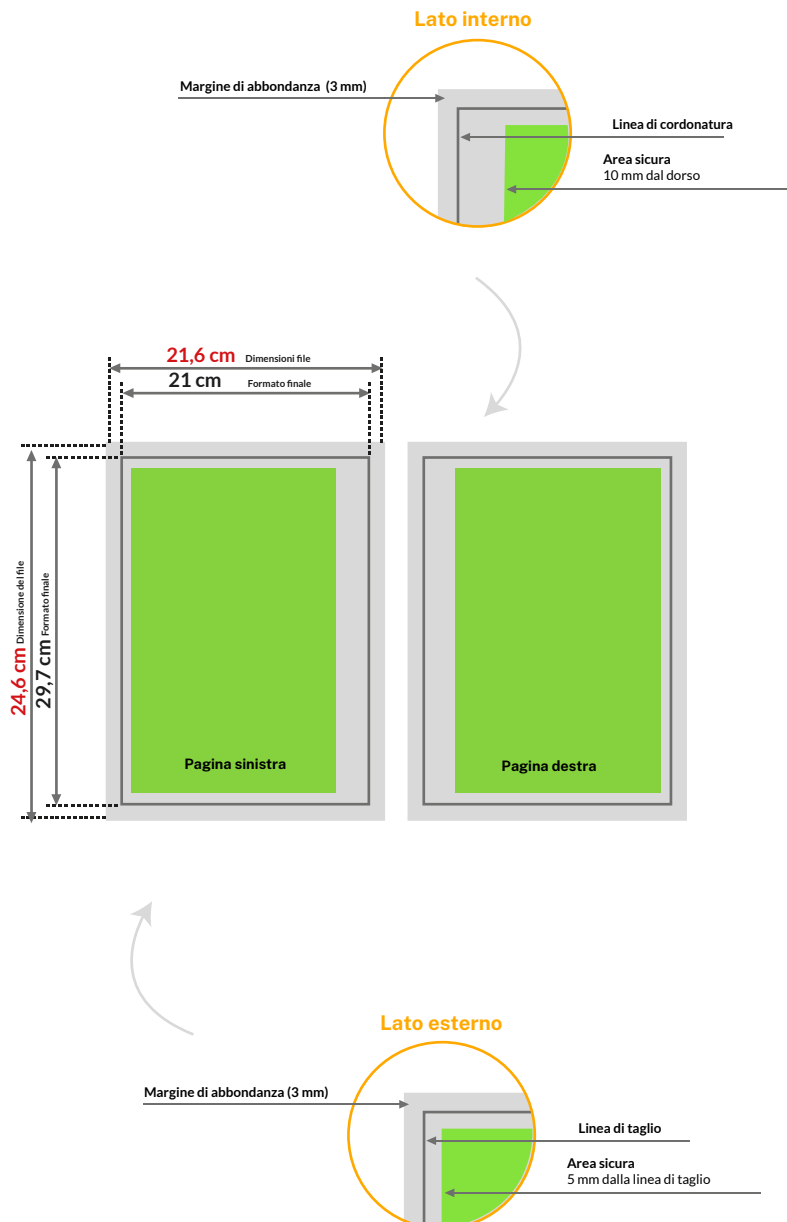 Lato interno
Margine di abbondanza (3 mm)
Linea di cordonatura
Area sicura
10 mm dal dorso
21,6 cm Dimensioni file
21 cm Formato finale
24,6 cm Dimensione del file
29,7 cm Formato finale
Pagina sinistra
Pagina destra
Lato esterno
Margine di abbondanza (3 mm)
Linea di taglio
Area sicura
5 mm dalla linea di taglio